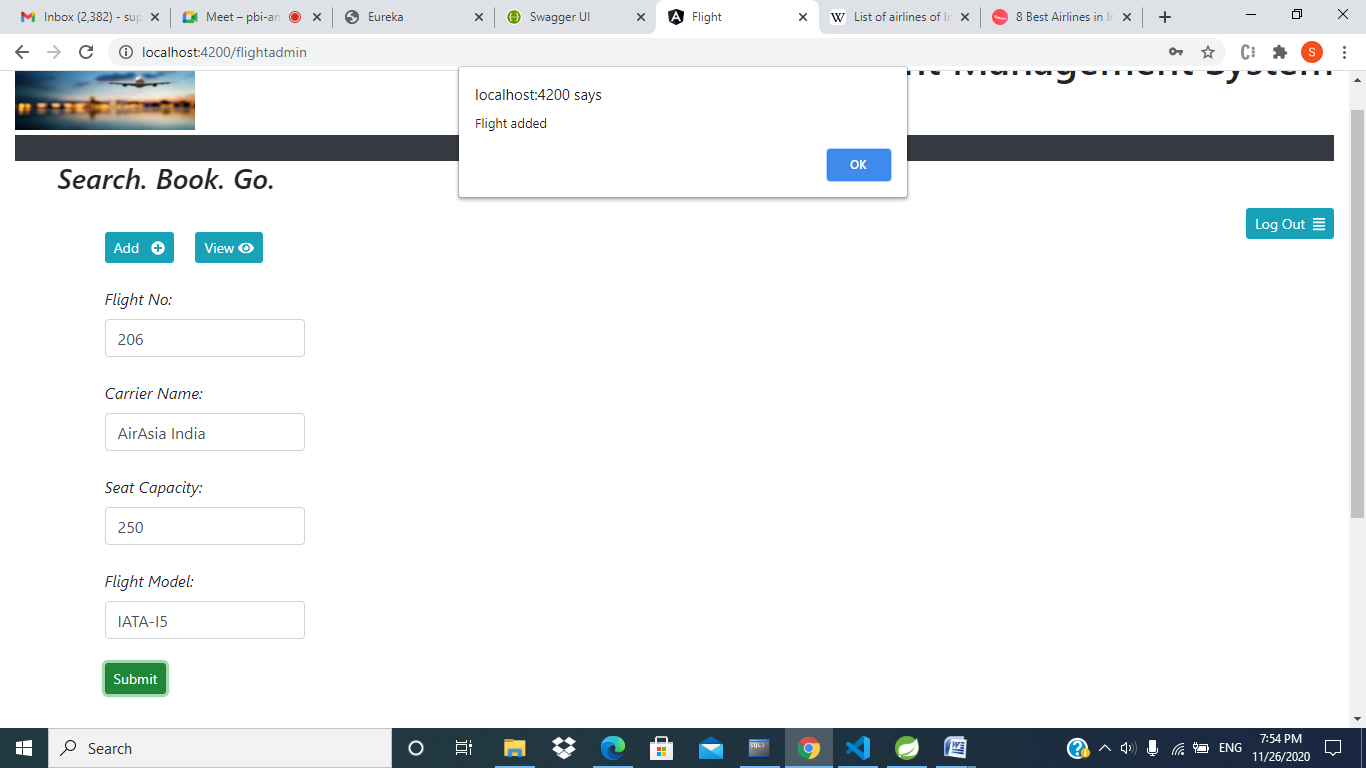 Inbox (2,382) - sup
Meet – pbi-an
Eureka
Swagger UI
Flight
List of airlines of In
8 Best Airlines in In
localhost:4200/flightadmin
S
Management System
localhost:4200 says
Flight added
OK
Search. Book. Go.
Log Out
Add
View
Flight No:
206
Carrier Name:
AirAsia India
Seat Capacity:
250
Flight Model:
IATA-I5
Submit
Search
SQL>
ENG
7:54 PM
11/26/2020